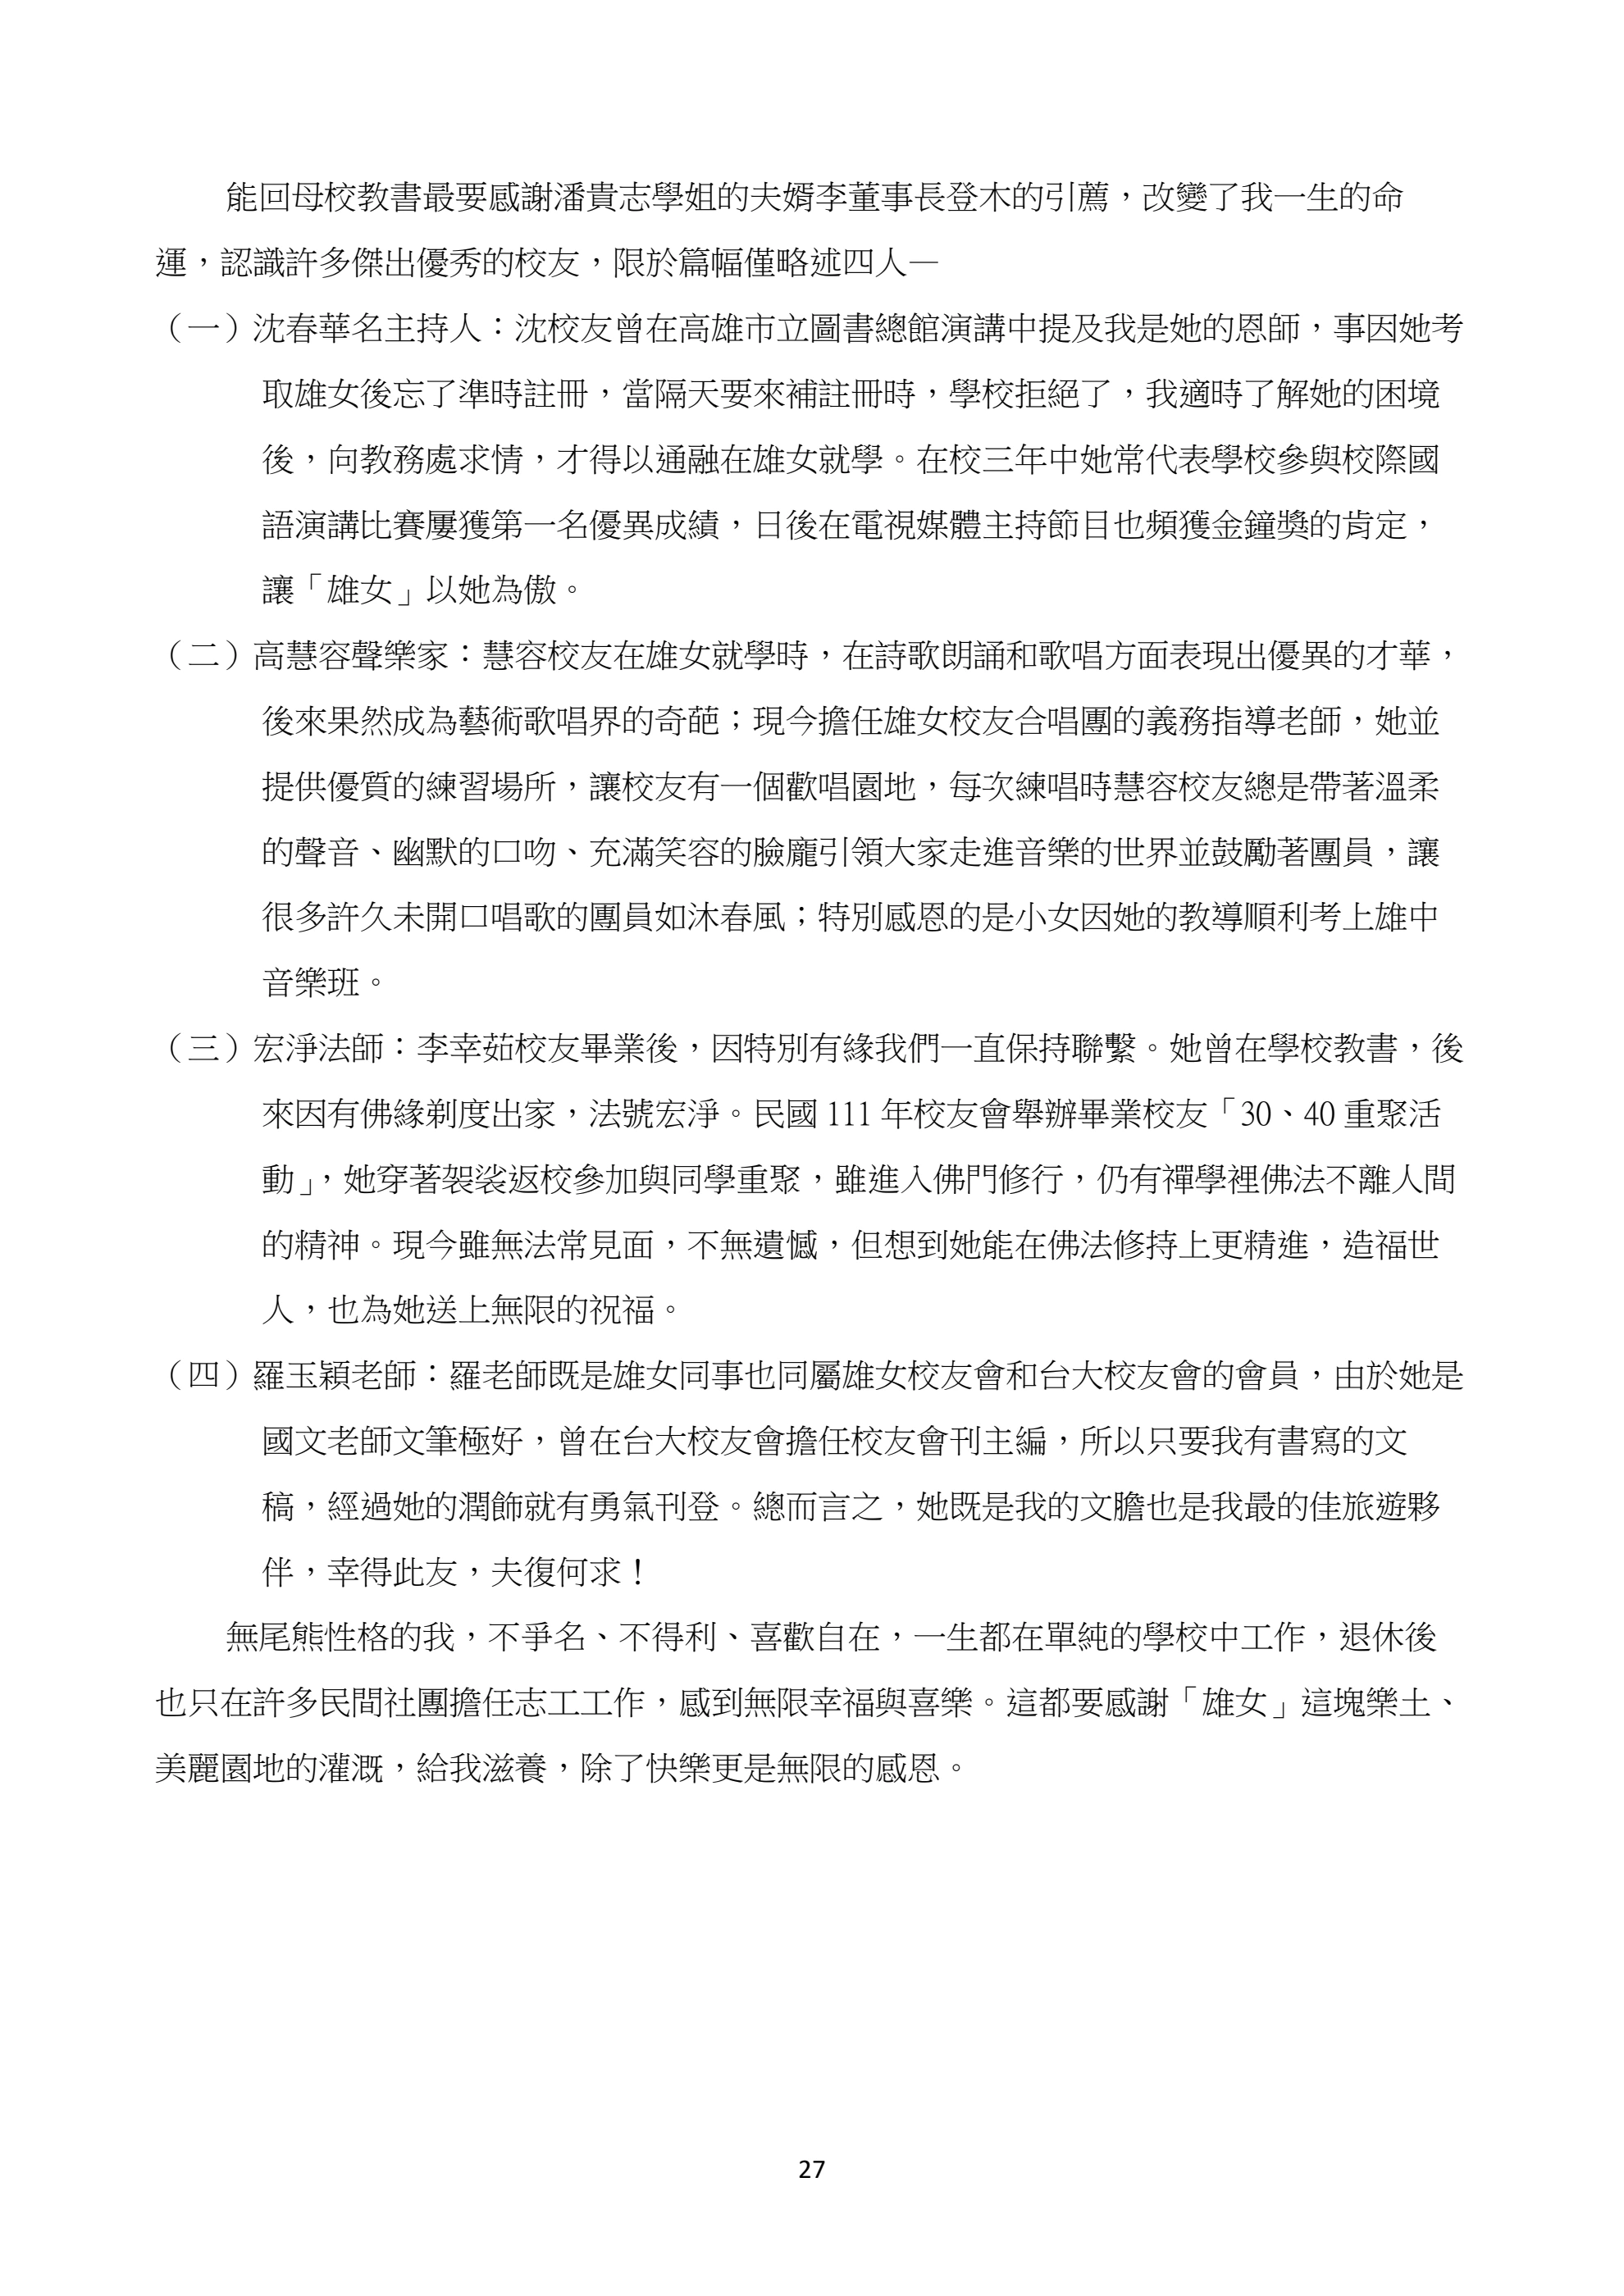 能回母校教書最要感謝潘貴志學姐的夫婿李董事長登木的引薦，改變了我一生的命
運，認識許多傑出優秀的校友，限於篇幅僅略述四人—
（一）沈春華名主持人：沈校友曾在高雄市立圖書總館演講中提及我是她的恩師，事因她考
取雄女後忘了準時註冊，當隔天要來補註冊時，學校拒絕了，我適時了解她的困境
後，向教務處求情，才得以通融在雄女就學。在校三年中她常代表學校參與校際國
語演講比賽屢獲第一名優異成績，日後在電視媒體主持節目也頻獲金鐘獎的肯定，
讓「雄女」以她為傲。
（二）高慧容聲樂家：慧容校友在雄女就學時，在詩歌朗誦和歌唱方面表現出優異的才華，
後來果然成為藝術歌唱界的奇葩；現今擔任雄女校友合唱團的義務指導老師，她並
提供優質的練習場所，讓校友有一個歡唱園地，每次練唱時慧容校友總是帶著溫柔
的聲音、幽默的口吻、充滿笑容的臉龐引領大家走進音樂的世界並鼓勵著團員，讓
很多許久未開口唱歌的團員如沐春風；特別感恩的是小女因她的教導順利考上雄中
音樂班。
（三）宏淨法師：李幸茹校友畢業後，因特別有緣我們一直保持聯繫。她曾在學校教書，後
來因有佛緣剃度出家，法號宏淨。民國 111 年校友會舉辦畢業校友「30、40 重聚活
動」，她穿著袈裟返校參加與同學重聚，雖進入佛門修行，仍有禪學裡佛法不離人間
的精神。現今雖無法常見面，不無遺憾，但想到她能在佛法修持上更精進，造福世
人，也為她送上無限的祝福。
（四）羅玉穎老師：羅老師既是雄女同事也同屬雄女校友會和台大校友會的會員，由於她是
國文老師文筆極好，曾在台大校友會擔任校友會刊主編，所以只要我有書寫的文
稿，經過她的潤飾就有勇氣刊登。總而言之，她既是我的文膽也是我最的佳旅遊夥
伴，幸得此友，夫復何求！
無尾熊性格的我，不爭名、不得利、喜歡自在，一生都在單純的學校中工作，退休後
也只在許多民間社團擔任志工工作，感到無限幸福與喜樂。這都要感謝「雄女」這塊樂土、
美麗園地的灌溉，給我滋養，除了快樂更是無限的感恩。
27